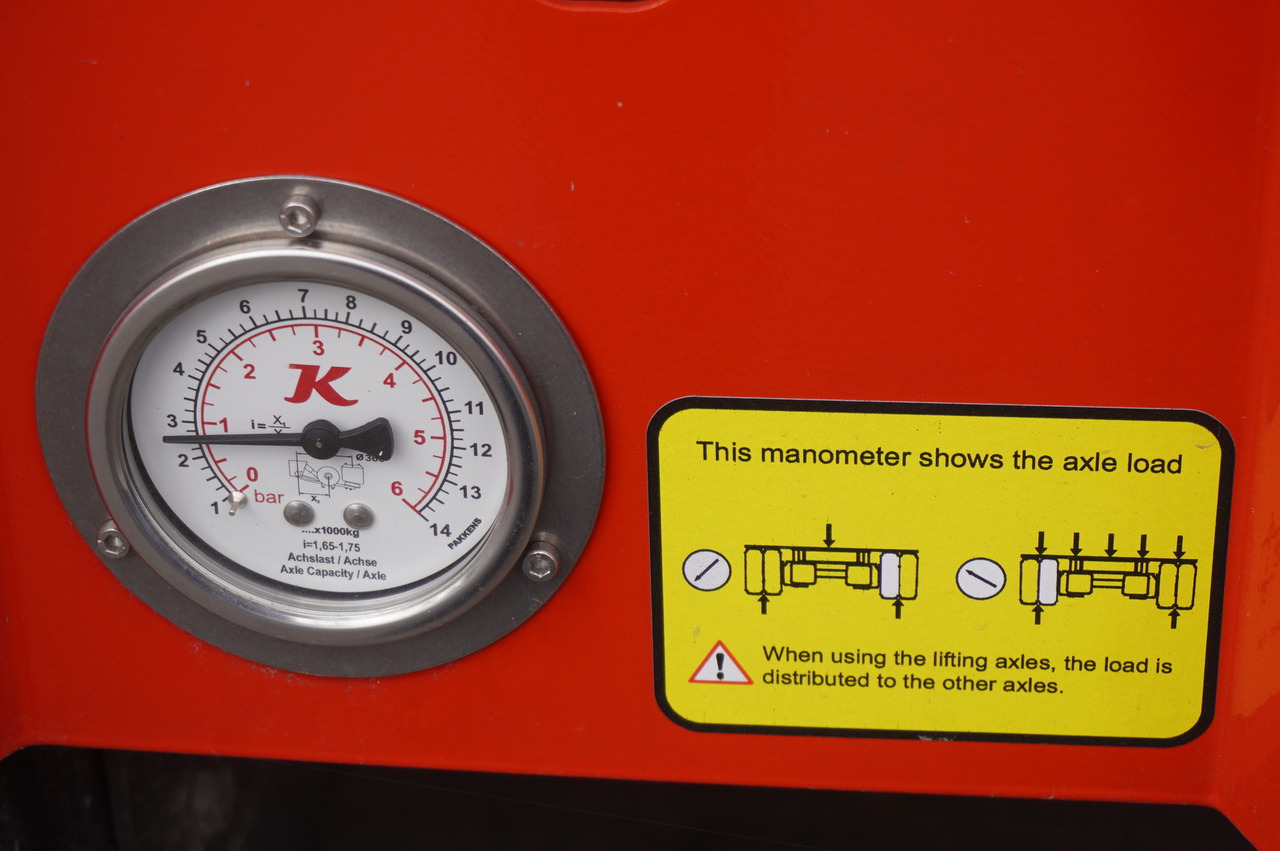 7
6
8
5
9
4
10
3
11
2
12
1
13
14
3
2
4
1
5
0
6
K
i=
bar
x1000kg
i=1,65-1,75
Achslast / Achse
Axle Capacity / Axle
PAKKENS
This manometer shows the axle load
When using the lifting axles, the load is
distributed to the other axles.